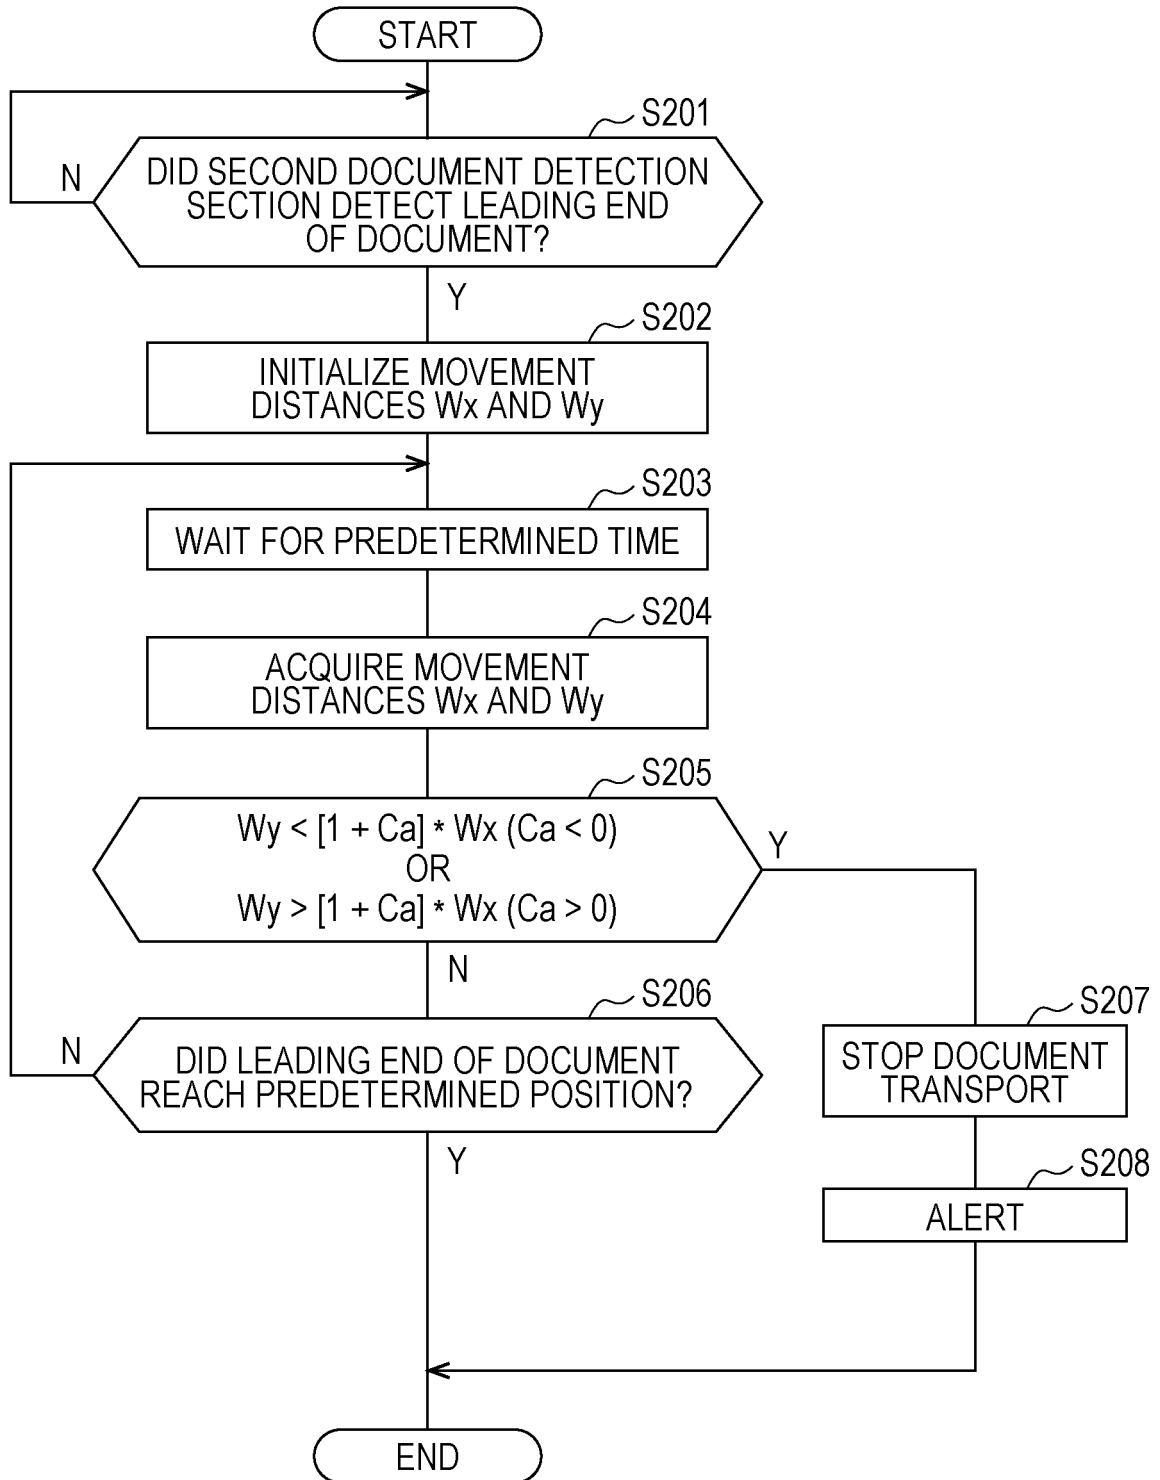 START
S201
DID SECOND DOCUMENT DETECTION
SECTION DETECT LEADING END
OF DOCUMENT?
N
Y
S202
INITIALIZE MOVEMENT
DISTANCES Wx AND Wy
S203
WAIT FOR PREDETERMINED TIME
S204
ACQUIRE MOVEMENT
DISTANCES Wx AND Wy
S205
Wy < [1 + Ca] * Wx (Ca < 0)
OR
Wy > [1 + Ca] * Wx (Ca > 0)
Y
N
S206
DID LEADING END OF DOCUMENT
REACH PREDETERMINED POSITION?
N
Y
S207
STOP DOCUMENT
TRANSPORT
S208
ALERT
END